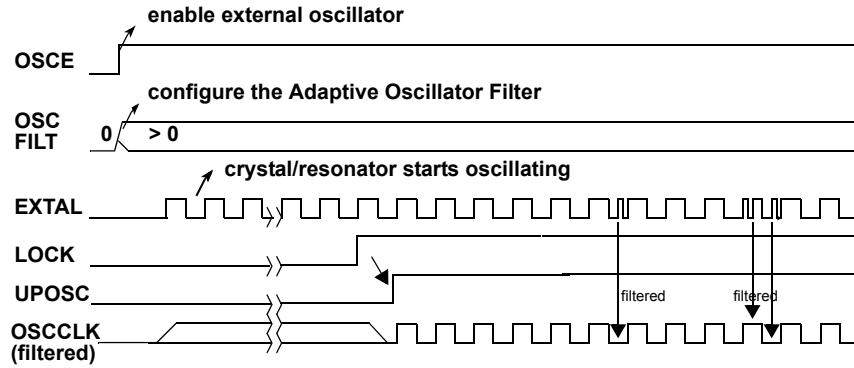 enable external oscillator
OSCE
configure the Adaptive Oscillator Filter
OSC
FILT
0 > 0
crystal/resonator starts oscillating
EXTAL
LOCK
UPOSC
filtered filtered
OSCCLK
(filtered)